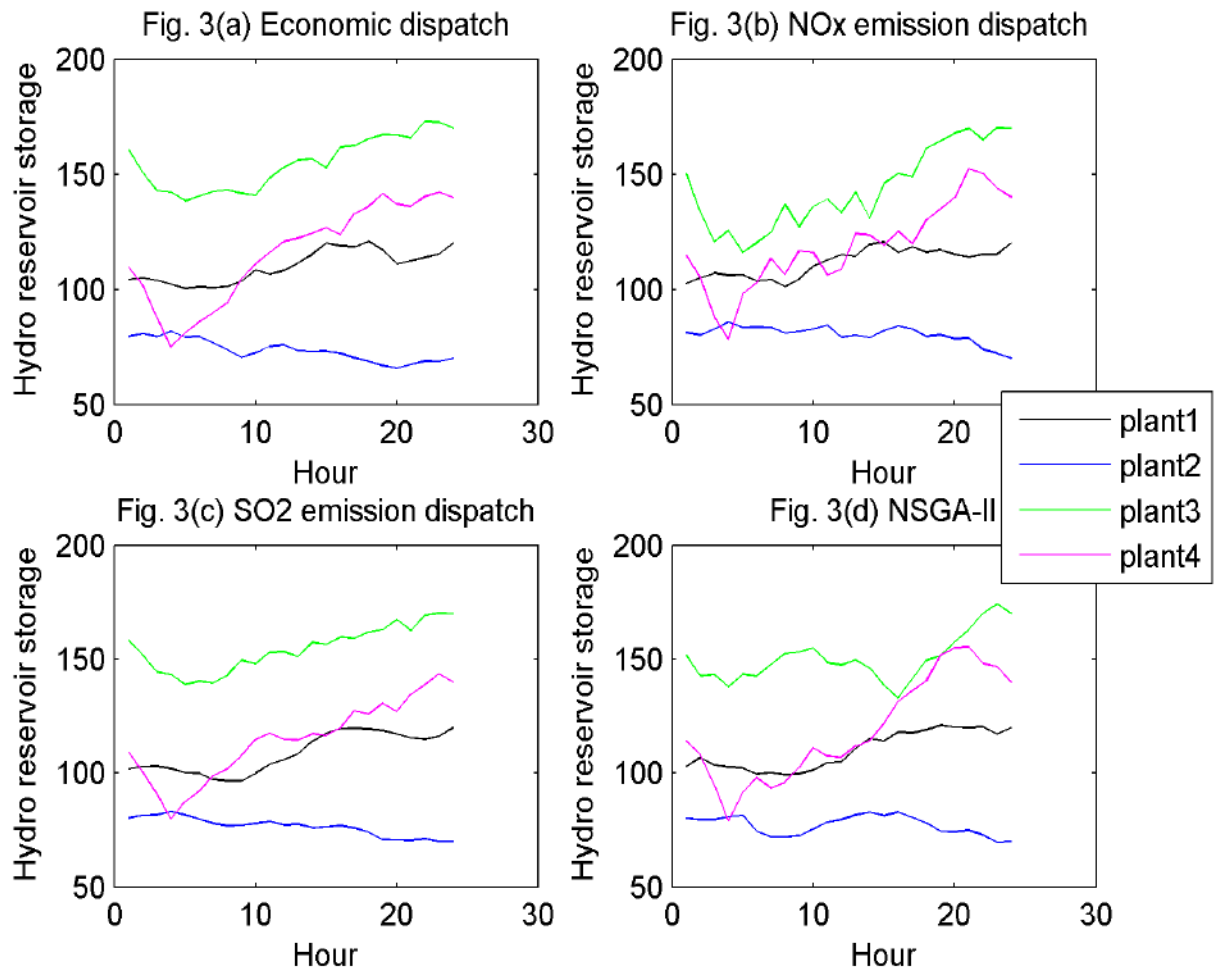 Fig. 3(a) Economic dispatch
200
150
100
50
0
10
20
30
Hydro reservoir storage
Hour
Fig. 3(b) NOx emission dispatch
200
150
100
50
0
10
20
30
Hydro reservoir storage
Hour
plant1
plant2
plant3
plant4
Fig. 3(c) SO2 emission dispatch
200
150
100
50
0
10
20
30
Hydro reservoir storage
Hour
Fig. 3(d) NSGA-II
200
150
100
50
0
10
20
30
Hydro reservoir storage
Hour